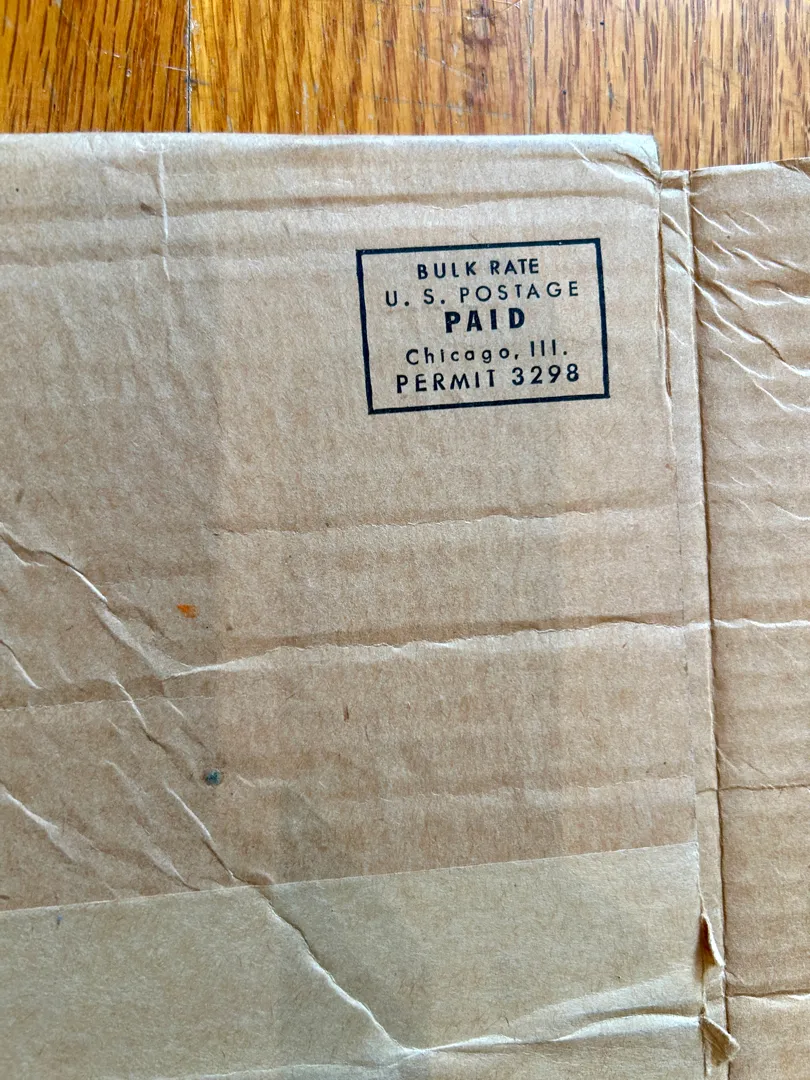 BULK RATE
U. S. POSTAGE
PAID
Chicago, Ill.
PERMIT 3298